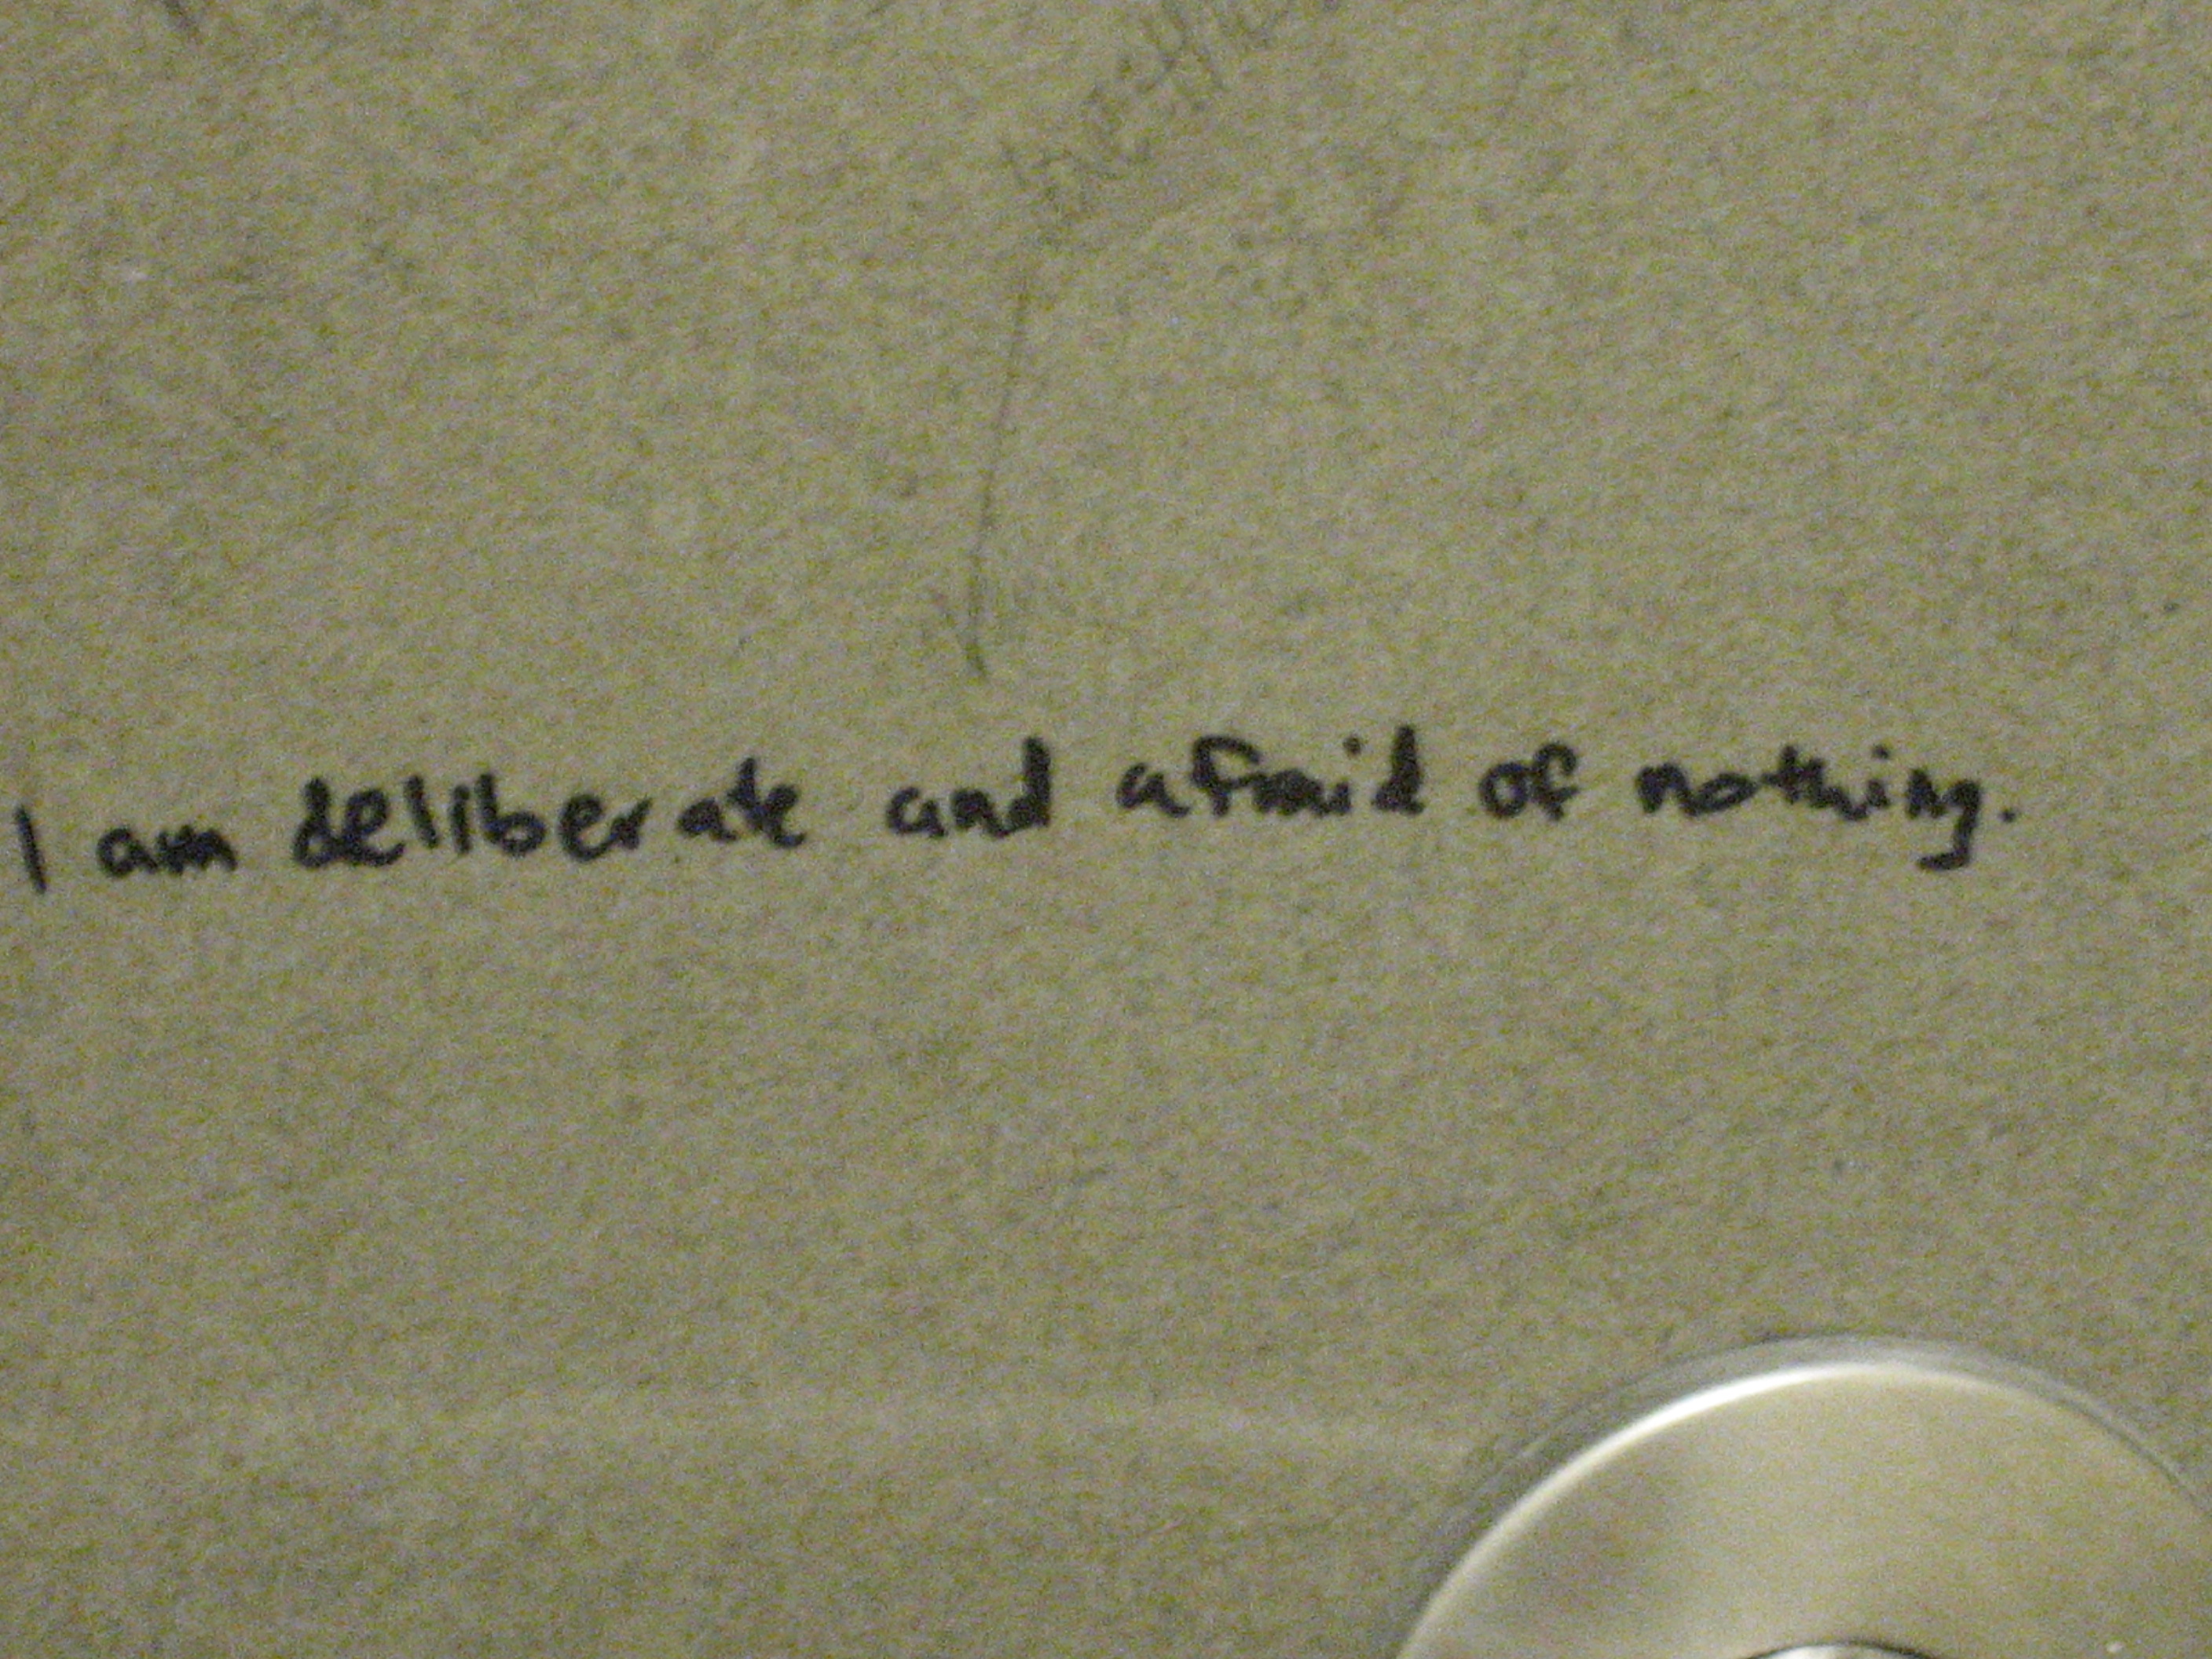 I am deliberate and afraid of nothing.